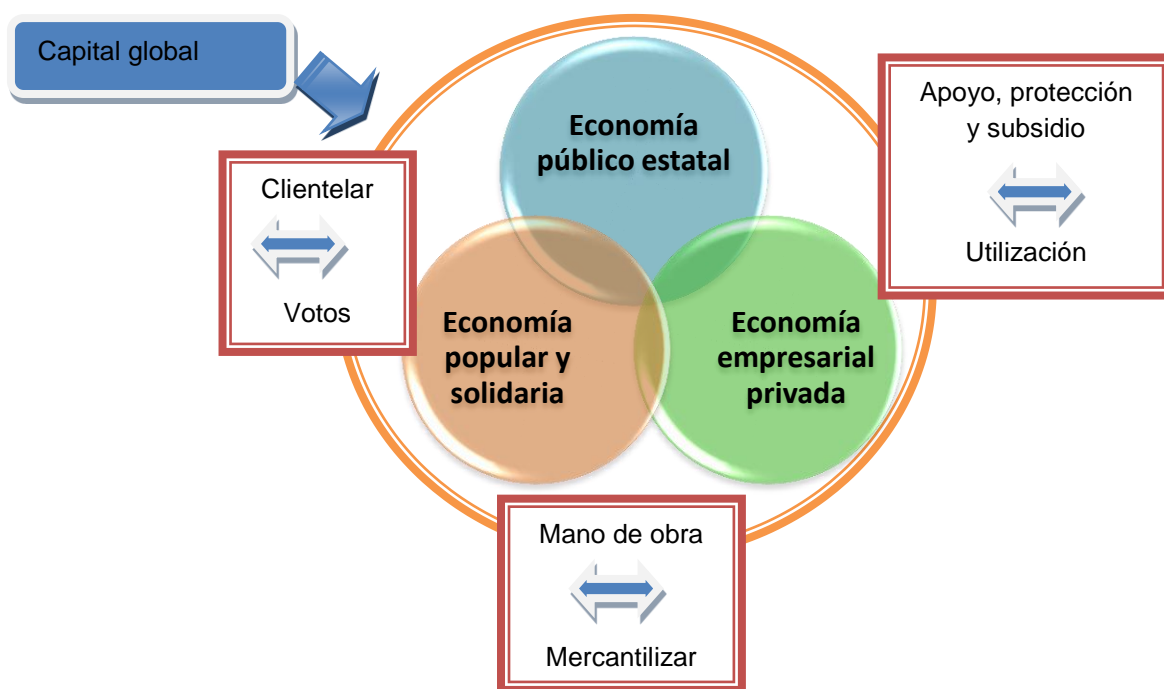 Capital global
Economía
público estatal
Apoyo, protección
y subsidio
Utilización
Clientelar
Votos
Economía
popular y
solidaria
Economía
empresarial
privada
Mano de obra
Mercantilizar